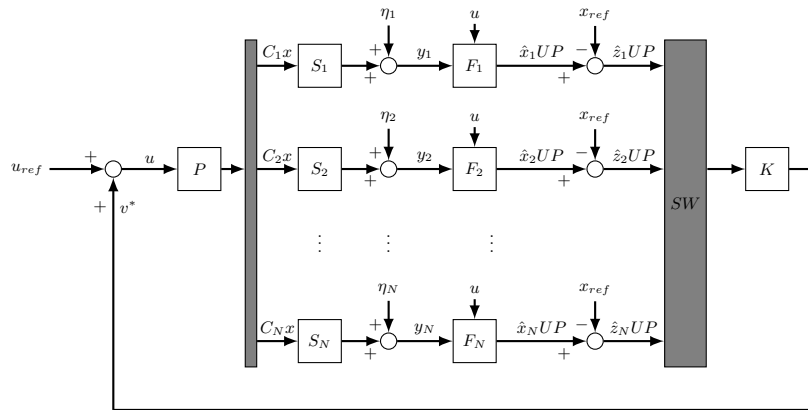 η₁ u x_ref
C₁x S₁ + + y₁ F₁ x̂₁UP + − ẑ₁UP
η₂ u x_ref
u_ref + u P C₂x S₂ + + y₂ F₂ x̂₂UP + − ẑ₂UP K
+ v*
SW
⋮ ⋮ ⋮
η_N u x_ref
C_Nx S_N + + y_N F_N x̂_NUP + − ẑ_NUP